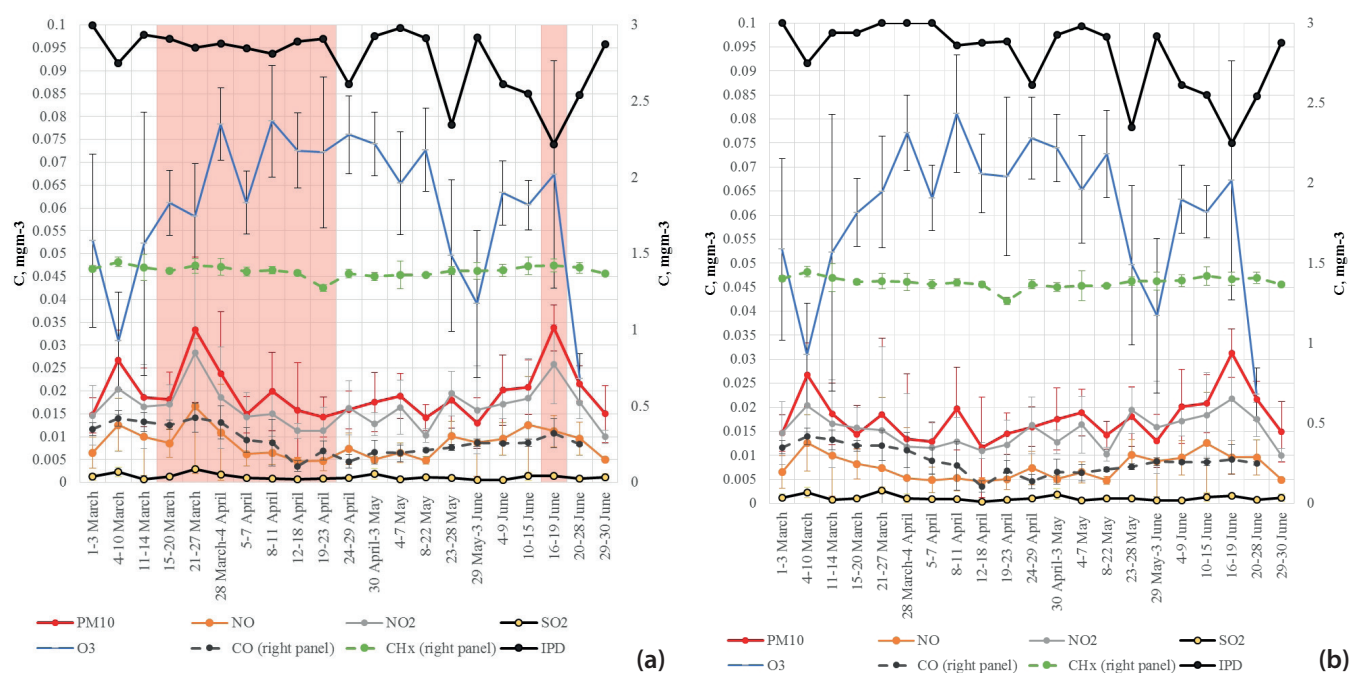 0.1
0.095
0.09
0.085
0.08
0.075
0.07
0.065
0.06
0.055
0.05
0.045
0.04
0.035
0.03
0.025
0.02
0.015
0.01
0.005
0
C, mgm-3
3
2.5
2
1.5
1
0.5
0
C, mgm-3
1-3 March
4-10 March
11-14 March
15-20 March
21-27 March
28 March-4 April
5-7 April
8-11 April
12-18 April
19-23 April
24-29 April
30 April-3 May
4-7 May
8-22 May
23-28 May
29 May-3 June
4-9 June
10-15 June
16-19 June
20-28 June
29-30 June
PM10 NO NO2 SO2
O3 CO (right panel) CHx (right panel) IPD
(a)
0.1
0.095
0.09
0.085
0.08
0.075
0.07
0.065
0.06
0.055
0.05
0.045
0.04
0.035
0.03
0.025
0.02
0.015
0.01
0.005
0
C, mgm-3
3
2.5
2
1.5
1
0.5
0
C, mgm-3
1-3 March
4-10 March
11-14 March
15-20 March
21-27 March
28 March-4 April
5-7 April
8-11 April
12-18 April
19-23 April
24-29 April
30 April-3 May
4-7 May
8-22 May
23-28 May
29 May-3 June
4-9 June
10-15 June
16-19 June
20-28 June
29-30 June
PM10 NO NO2 SO2
O3 CO (right panel) CHx (right panel) IPD
(b)